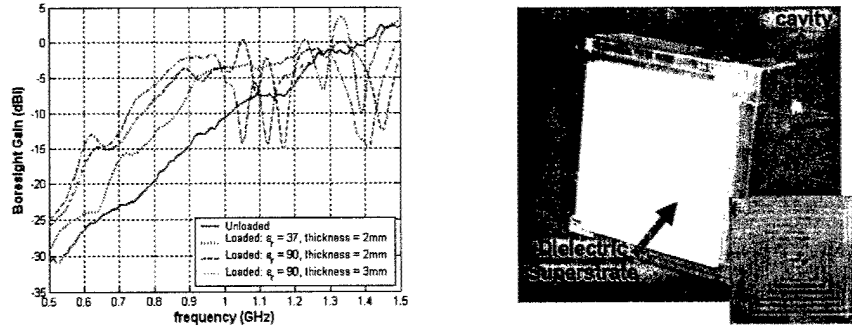 5
0
-5
-10
-15
-20
-25
-30
-35
Boresight Gain (dBi)
0.5 0.6 0.7 0.8 0.9 1 1.1 1.2 1.3 1.4 1.5
frequency (GHz)
Unloaded
Loaded: εr = 37, thickness = 2mm
Loaded: εr = 90, thickness = 2mm
Loaded: εr = 90, thickness = 3mm
cavity
Dielectric
Superstrate